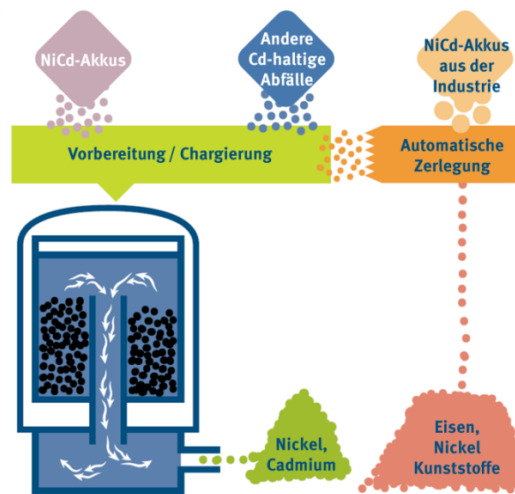 NiCd-Akkus
Andere
Cd-haltige
Abfälle
NiCd-Akkus
aus der
Industrie
Vorbereitung / Chargierung
Automatische
Zerlegung
Nickel,
Cadmium
Eisen,
Nickel
Kunststoffe